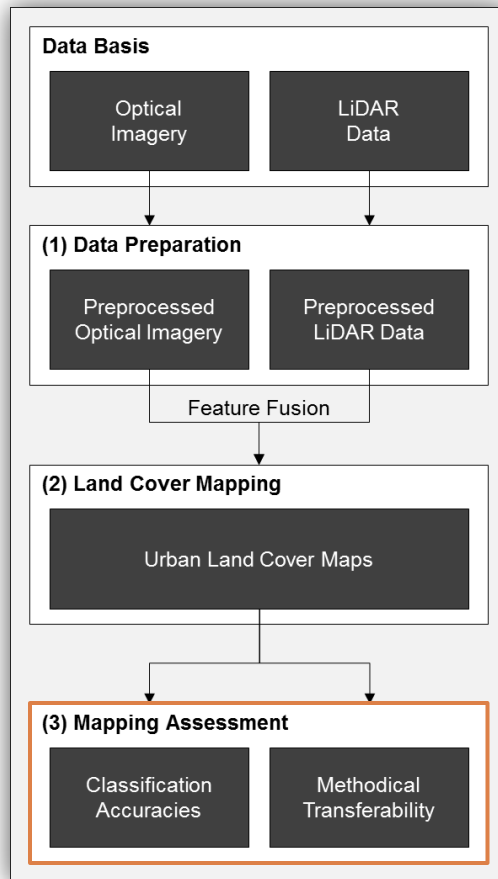 Data Basis
Optical
Imagery
LiDAR
Data
(1) Data Preparation
Preprocessed
Optical Imagery
Preprocessed
LiDAR Data
Feature Fusion
(2) Land Cover Mapping
Urban Land Cover Maps
(3) Mapping Assessment
Classification
Accuracies
Methodical
Transferability